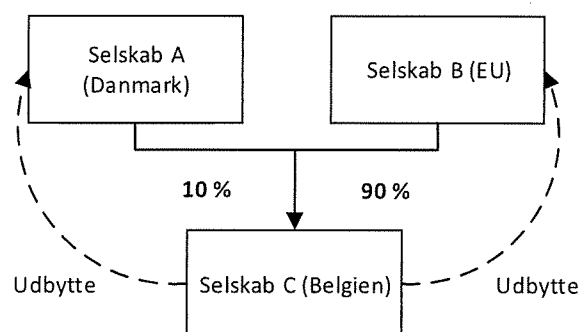 Selskab A
(Danmark)
Selskab B (EU)
10 %
90 %
Udbytte
Selskab C (Belgien)
Udbytte